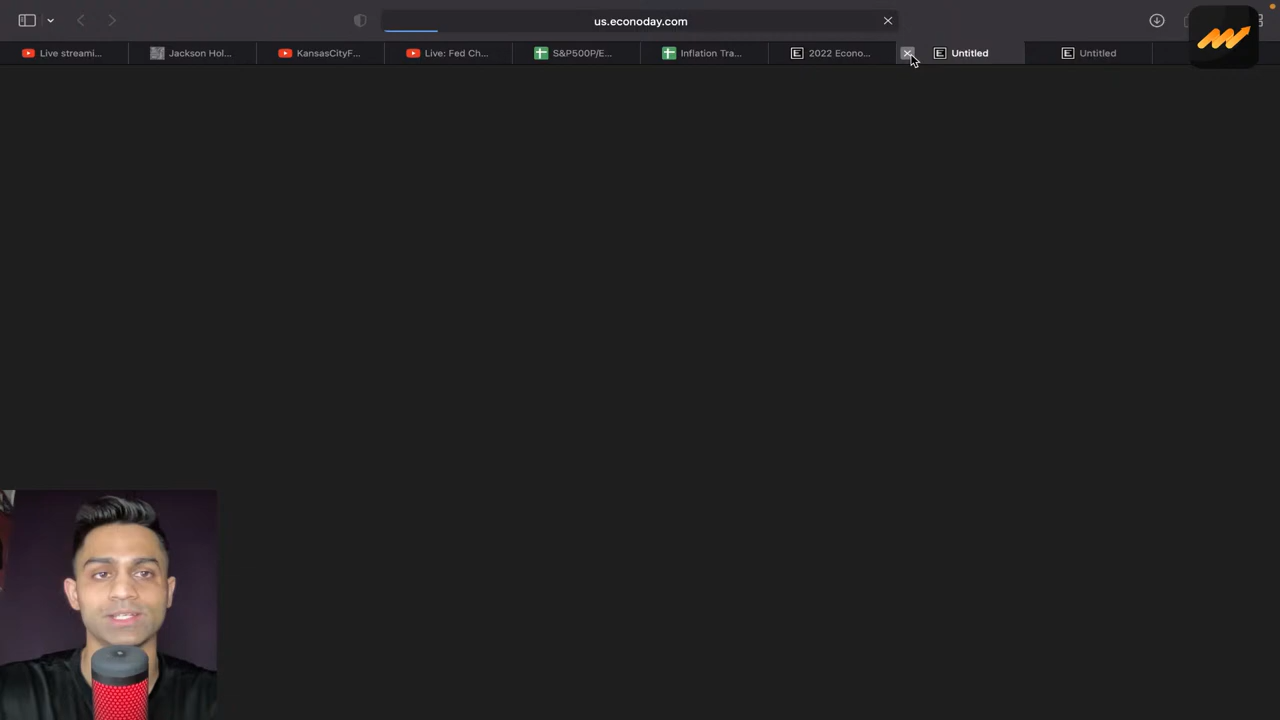 us.econoday.com
Live streami...
Jackson Hol...
KansasCityF...
Live: Fed Ch...
S&P500P/E...
Inflation Tra...
E 2022 Econo...
E Untitled
E Untitled